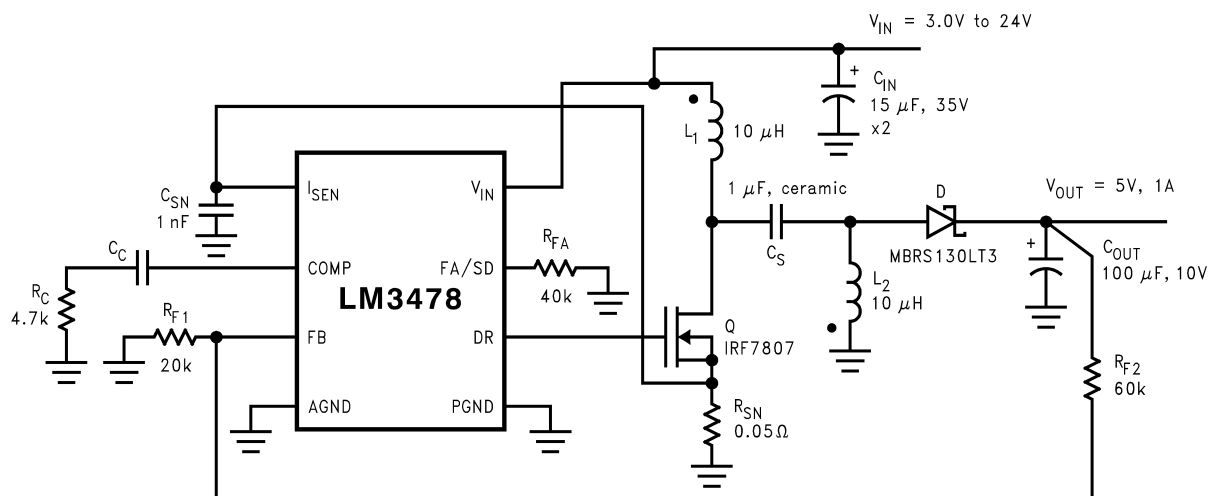 V_IN = 3.0V to 24V
C_IN
15 µF, 35V
x2
L_1
10 µH
I_SEN
V_IN
C_SN
1 nF
1 µF, ceramic
D
V_OUT = 5V, 1A
C_C
R_FA
C_S
COMP
FA/SD
MBRS130LT3
C_OUT
100 µF, 10V
R_C
4.7k
LM3478
40k
L_2
10 µH
R_F1
20k
FB
DR
Q
IRF7807
R_F2
60k
AGND
PGND
R_SN
0.05Ω
+
+